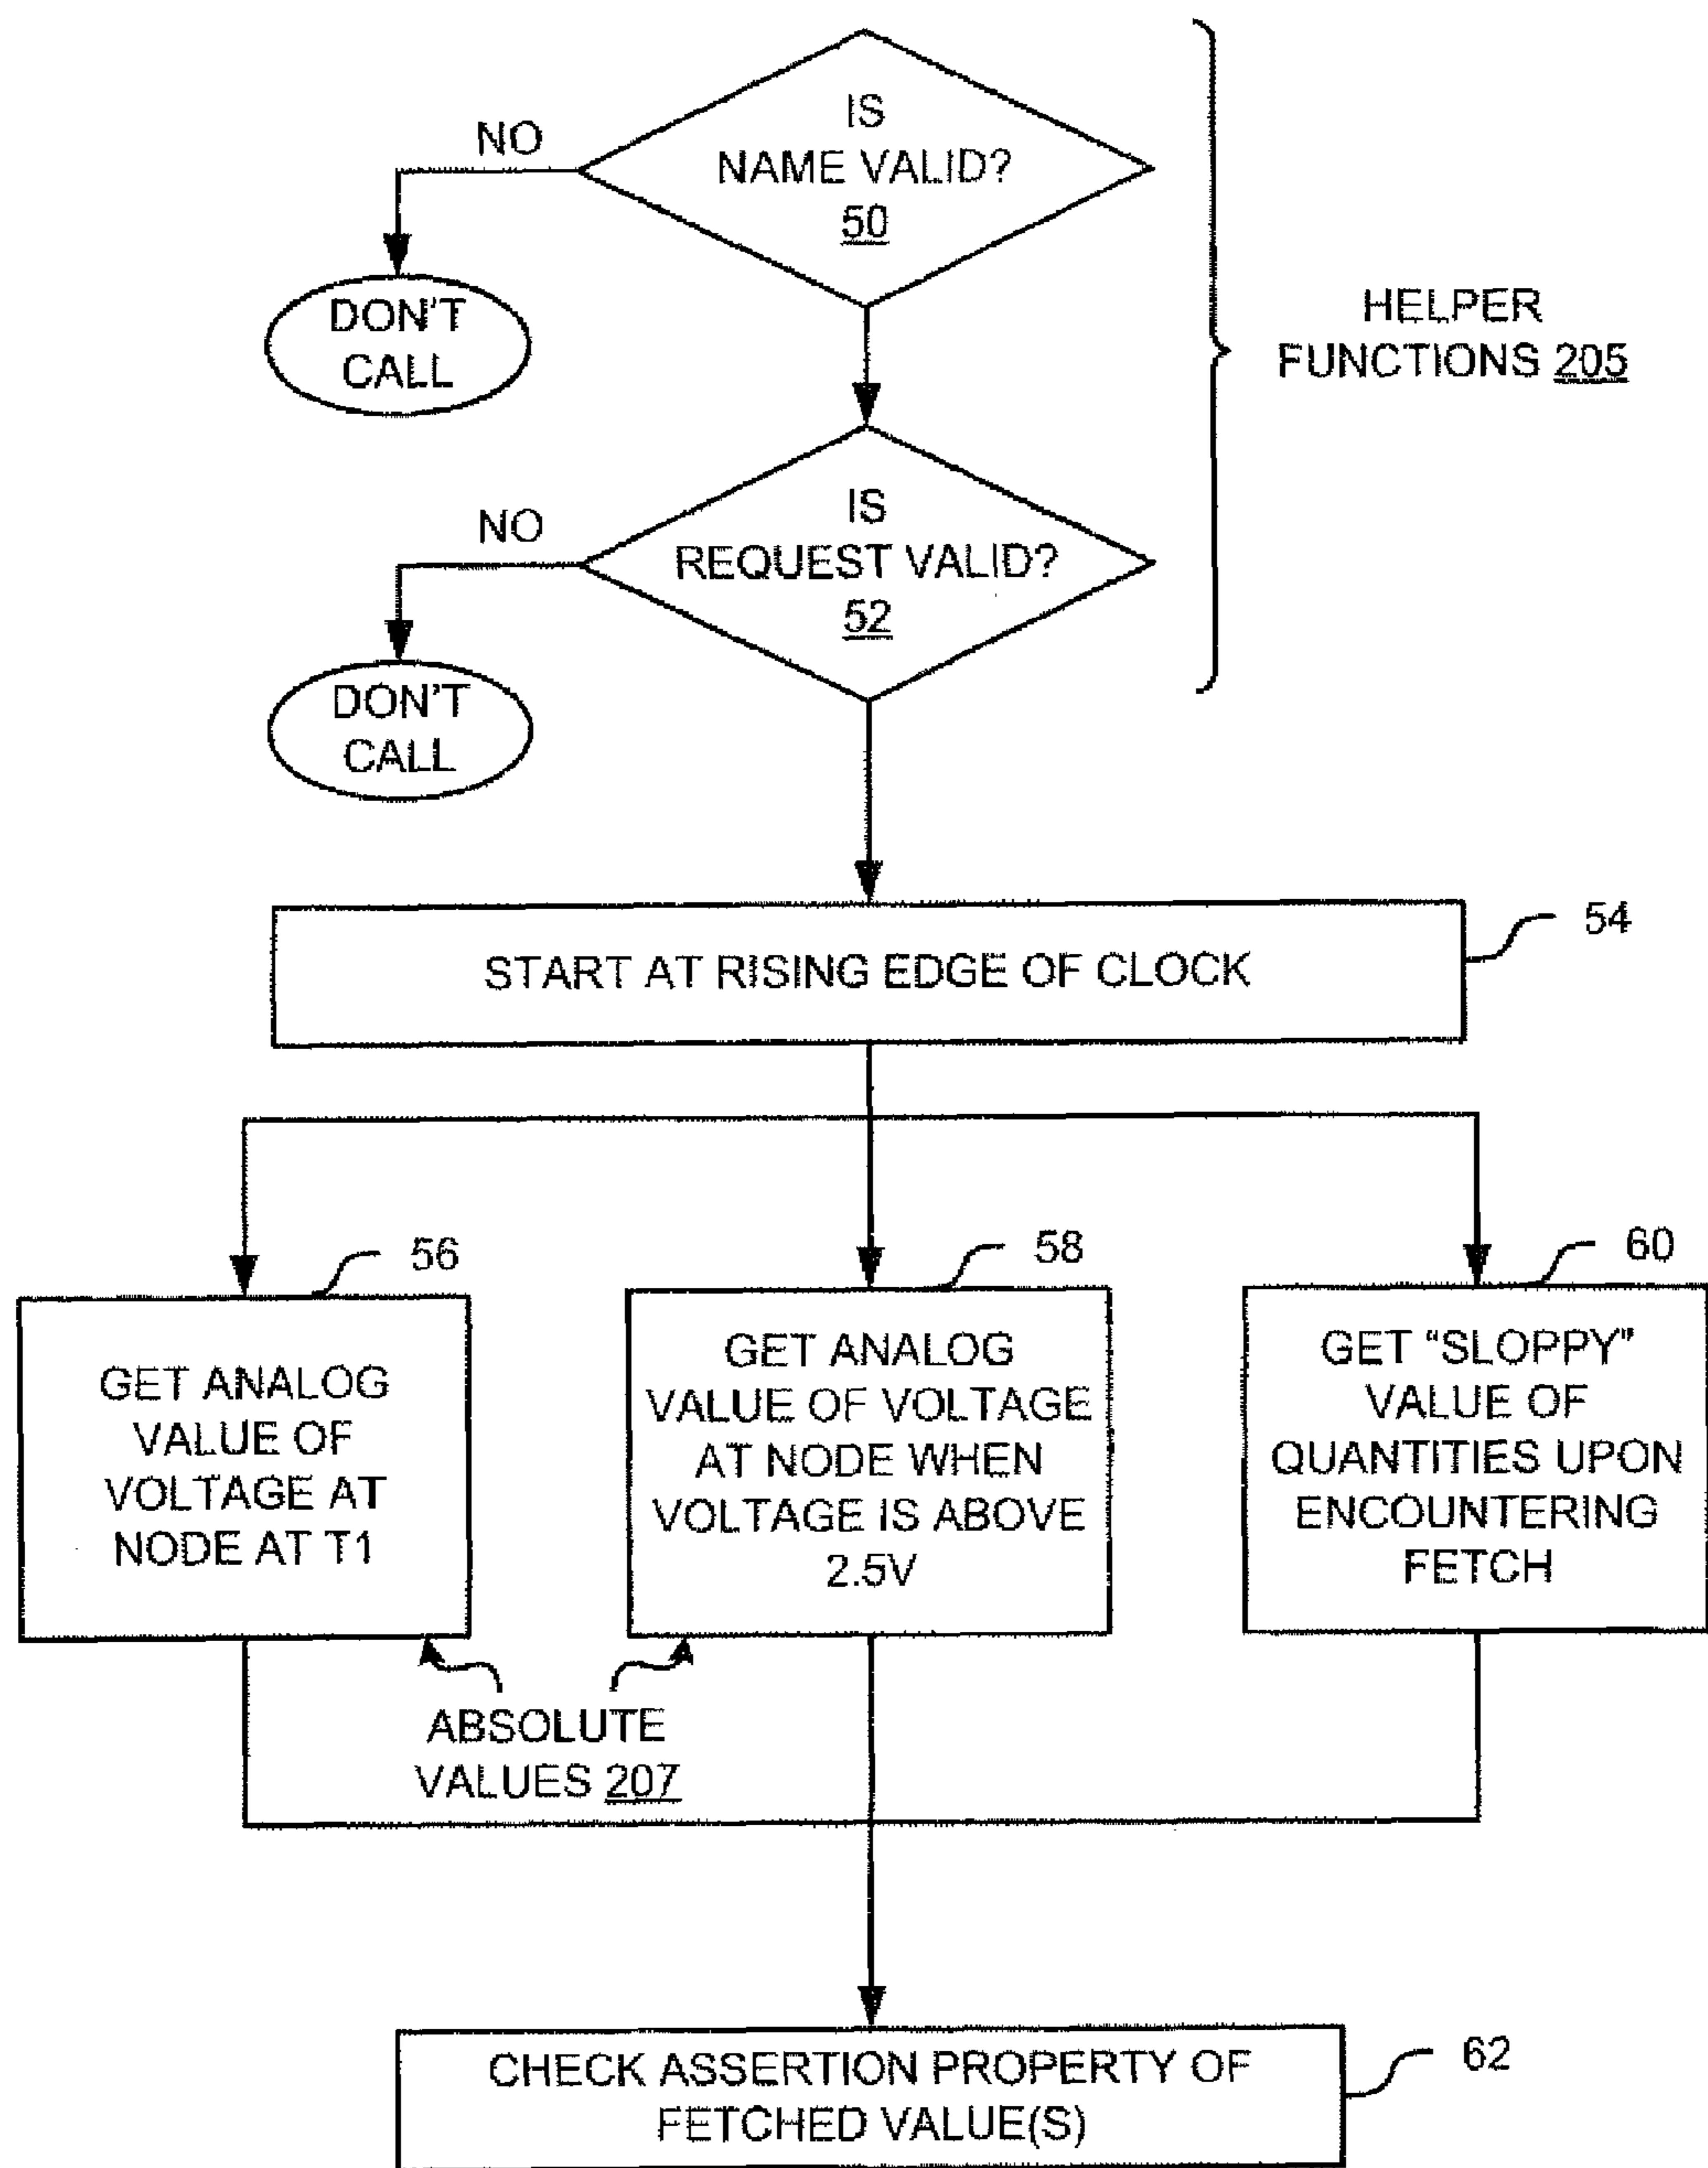 IS
NAME VALID?
50
NO
DON'T
CALL
HELPER
FUNCTIONS 205
IS
REQUEST VALID?
52
NO
DON'T
CALL
START AT RISING EDGE OF CLOCK
54
56
GET ANALOG
VALUE OF
VOLTAGE AT
NODE AT T1
58
GET ANALOG
VALUE OF VOLTAGE
AT NODE WHEN
VOLTAGE IS ABOVE
2.5V
60
GET “SLOPPY”
VALUE OF
QUANTITIES UPON
ENCOUNTERING
FETCH
ABSOLUTE
VALUES 207
CHECK ASSERTION PROPERTY OF
FETCHED VALUE(S)
62